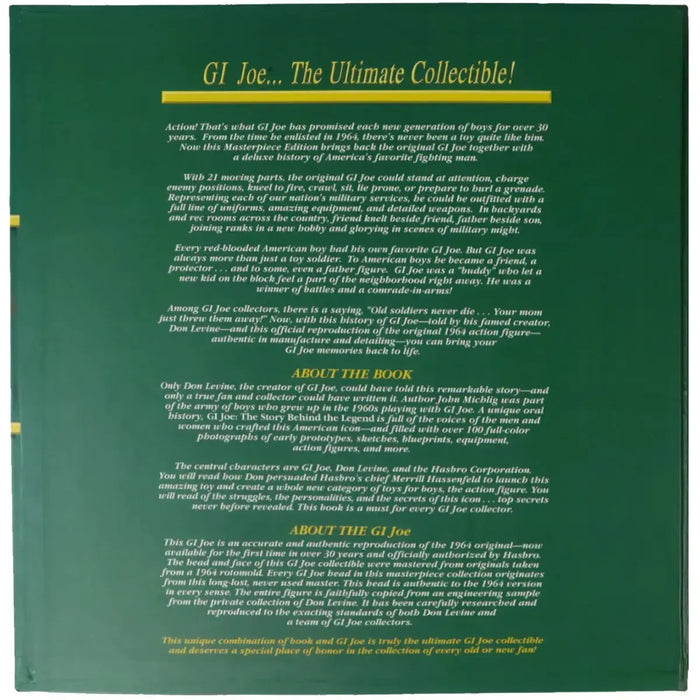 GI Joe... The Ultimate Collectible!
Action! That's what GI Joe has promised each new generation of boys for over 30
years. From the time he enlisted in 1964, there's never been a toy quite like him.
Now this Masterpiece Edition brings back the original GI Joe together with
a deluxe history of America's favorite fighting man.
With 21 moving parts, the original GI Joe could stand at attention, charge
enemy positions, kneel to fire, crawl, sit, lie prone, or prepare to hurl a grenade.
Representing each of our nation's military services, he could be outfitted with a
full line of uniforms, amazing equipment, and detailed weapons. In backyards
and rec rooms across the country, friend knelt beside friend, father beside son,
joining ranks in a new hobby and glorying in scenes of military might.
Every red-blooded American boy had his own favorite GI Joe. But GI Joe was
always more than just a toy soldier. To American boys he became a friend, a
protector . . . and to some, even a father figure. GI Joe was a "buddy" who let a
new kid on the block feel a part of the neighborhood right away. He was a
winner of battles and a comrade-in-arms!
Among GI Joe collectors, there is a saying, "Old soldiers never die . . . Your mom
just threw them away!" Now, with this history of GI Joe—told by his famed creator,
Don Levine—and this official reproduction of the original 1964 action figure—
authentic in manufacture and detailing—you can bring your
GI Joe memories back to life.
ABOUT THE BOOK
Only Don Levine, the creator of GI Joe, could have told this remarkable story—and
only a true fan and collector could have written it. Author John Michlig was part
of the army of boys who grew up in the 1960s playing with GI Joe. A unique oral
history, GI Joe: The Story Behind the Legend is full of the voices of the men and
women who crafted this American icon—and filled with over 100 full-color
photographs of early prototypes, sketches, blueprints, equipment,
action figures, and more.
The central characters are GI Joe, Don Levine, and the Hasbro Corporation.
You will read how Don persuaded Hasbro's chief Merrill Hassenfeld to launch this
amazing toy and create a whole new category of toys for boys, the action figure. You
will read of the struggles, the personalities, and the secrets of this icon . . . top secrets
never before revealed. This book is a must for every GI Joe collector.
ABOUT THE GI Joe
This GI Joe is an accurate and authentic reproduction of the 1964 original—now
available for the first time in over 30 years and officially authorized by Hasbro.
The head and face of this GI Joe collectible were mastered from originals taken
from a 1964 rotomold. Every GI Joe head in this masterpiece collection originates
from this long-lost, never used master. This head is authentic to the 1964 version
in every sense. The entire figure is faithfully copied from an engineering sample
from the private collection of Don Levine. It has been carefully researched and
reproduced to the exacting standards of both Don Levine and
a team of GI Joe collectors.
This unique combination of book and GI Joe is truly the ultimate GI Joe collectible
and deserves a special place of honor in the collection of every old or new fan!